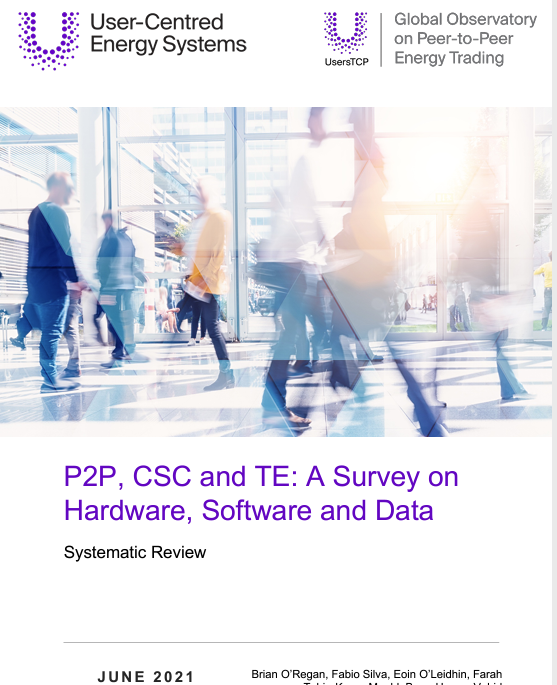 User-Centred
Energy Systems
UsersTCP
Global Observatory
on Peer-to-Peer
Energy Trading
P2P, CSC and TE: A Survey on
Hardware, Software and Data
Systematic Review
JUNE 2021
Brian O'Regan, Fabio Silva, Eoin O'Leidhin, Farah